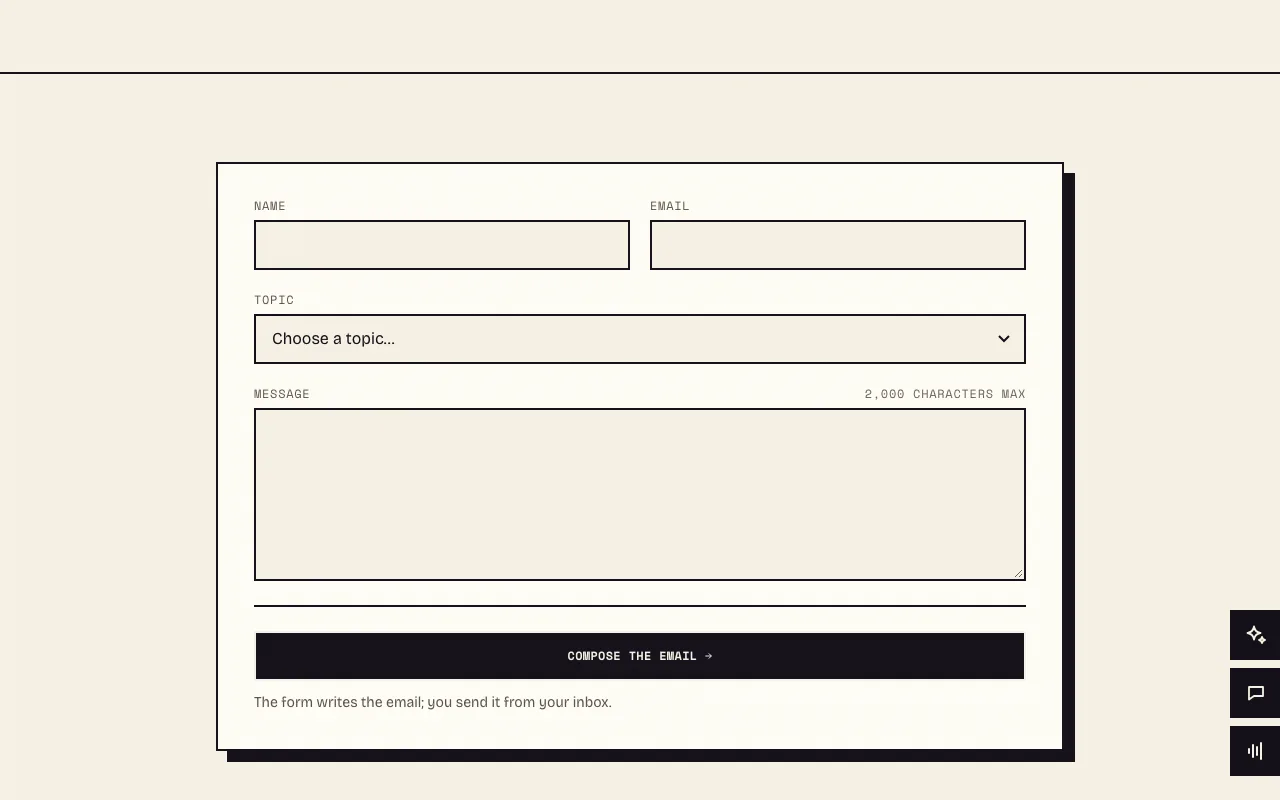 NAME
EMAIL
TOPIC
Choose a topic...
MESSAGE
2,000 CHARACTERS MAX
COMPOSE THE EMAIL →
The form writes the email; you send it from your inbox.